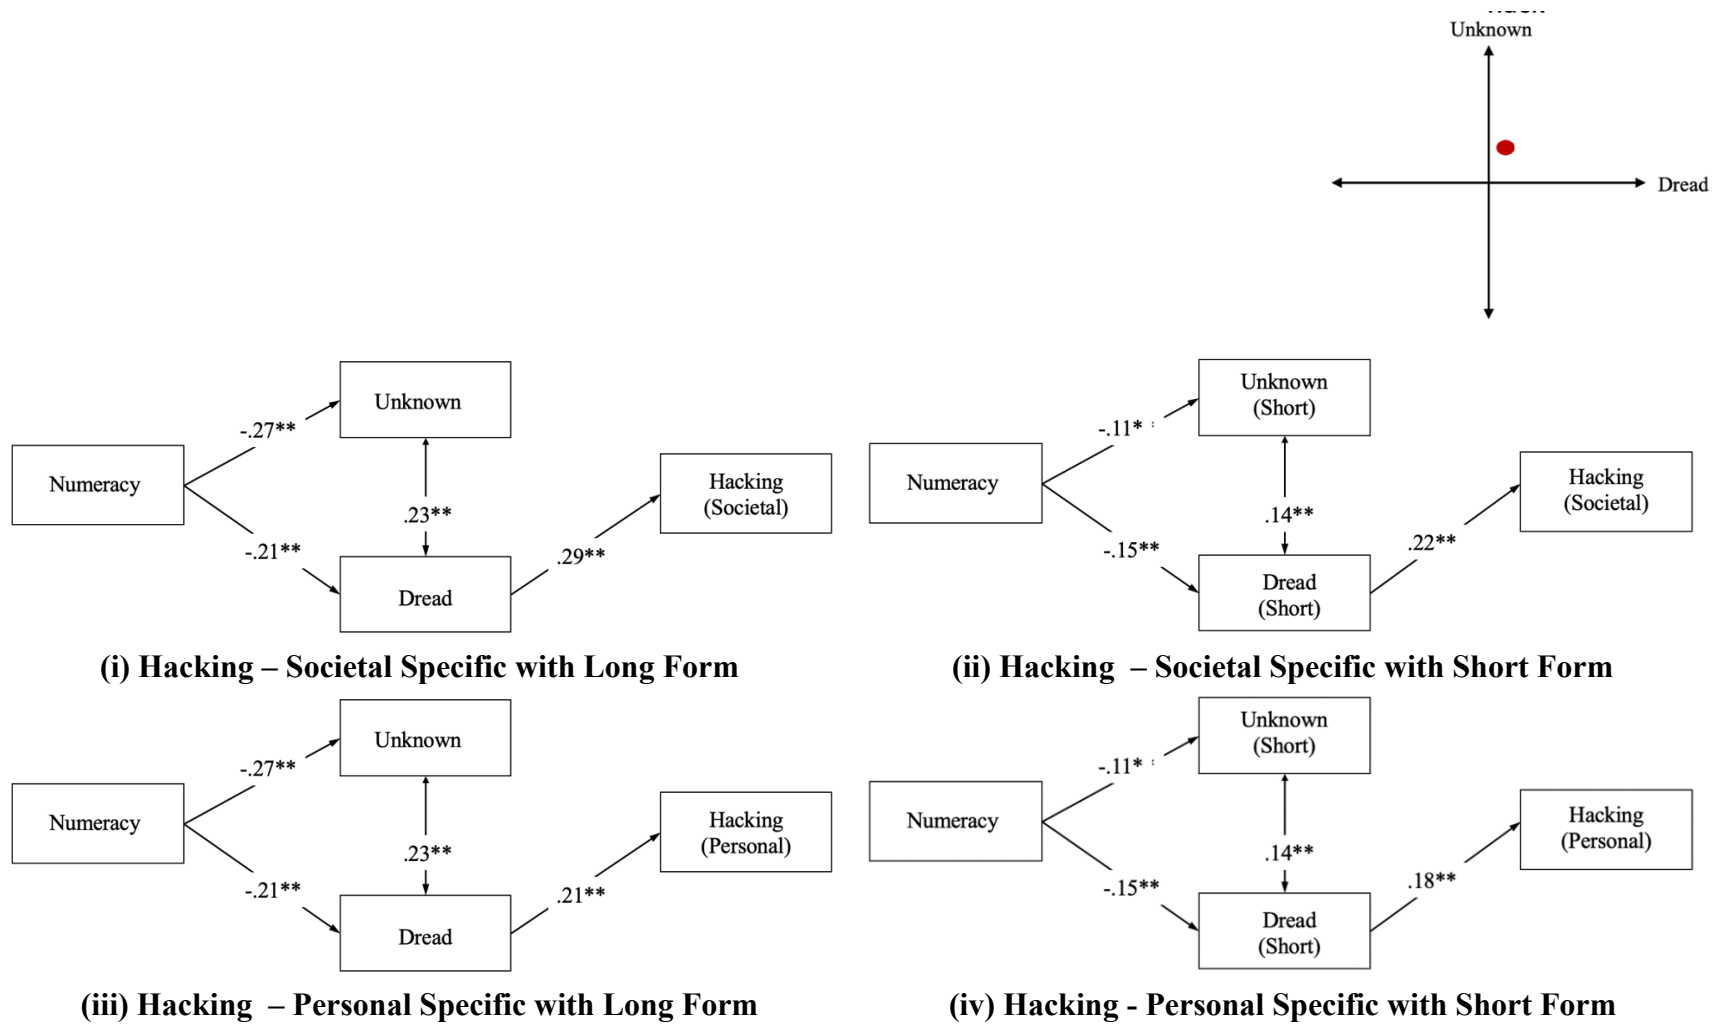 Unknown
Dread
Unknown
-.27**
Numeracy
.23**
Hacking
(Societal)
-.21**
.29**
Dread
(i) Hacking – Societal Specific with Long Form
Unknown
(Short)
-.11*
Numeracy
.14**
Hacking
(Societal)
-.15**
.22**
Dread
(Short)
(ii) Hacking – Societal Specific with Short Form
Unknown
-.27**
Numeracy
.23**
Hacking
(Personal)
-.21**
.21**
Dread
(iii) Hacking – Personal Specific with Long Form
Unknown
(Short)
-.11*
Numeracy
.14**
Hacking
(Personal)
-.15**
.18**
Dread
(Short)
(iv) Hacking - Personal Specific with Short Form